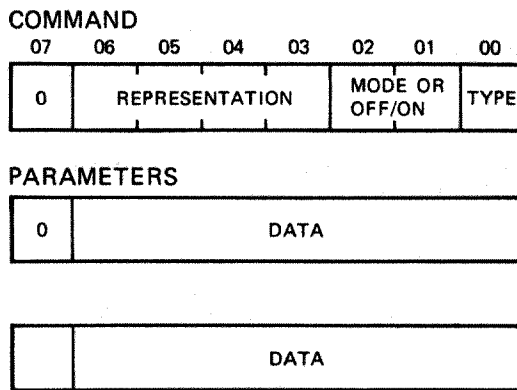 COMMAND
07 06 05 04 03 02 01 00
0 REPRESENTATION MODE OR OFF/ON TYPE
PARAMETERS
0 DATA
DATA